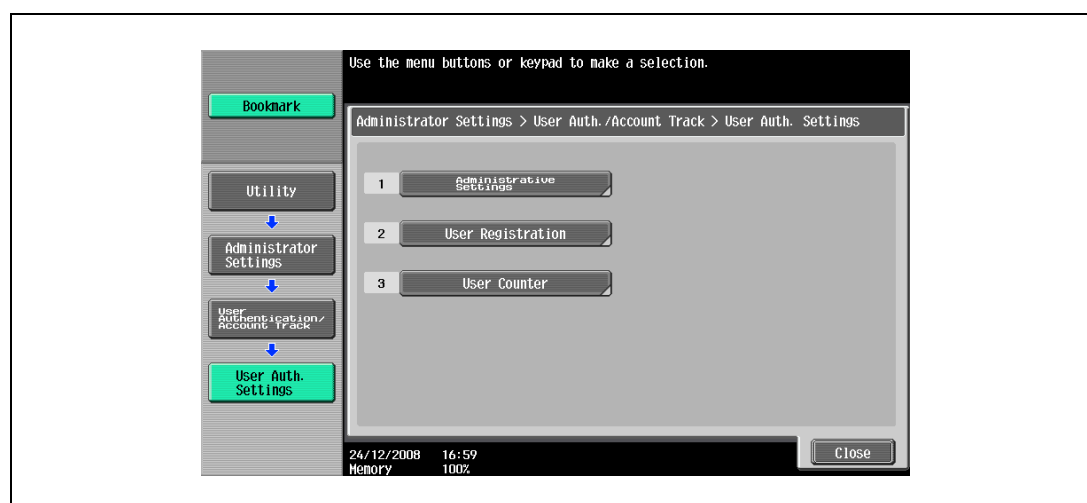 Use the menu buttons or keypad to make a selection.
Bookmark
Administrator Settings > User Auth./Account Track > User Auth. Settings
Utility
Administrator
Settings
User
Authentication/
Account Track
User Auth.
Settings
1 Administrative
Settings
2 User Registration
3 User Counter
24/12/2008 16:59
Memory 100%
Close